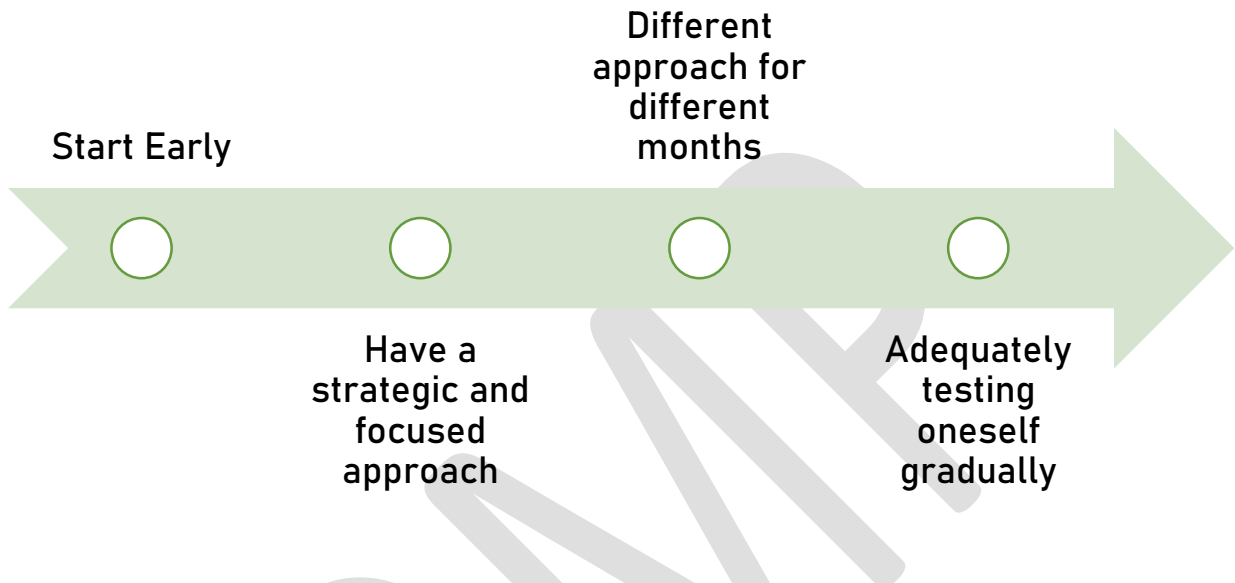 Start Early
Have a
strategic and
focused
approach
Different
approach for
different
months
Adequately
testing
oneself
gradually